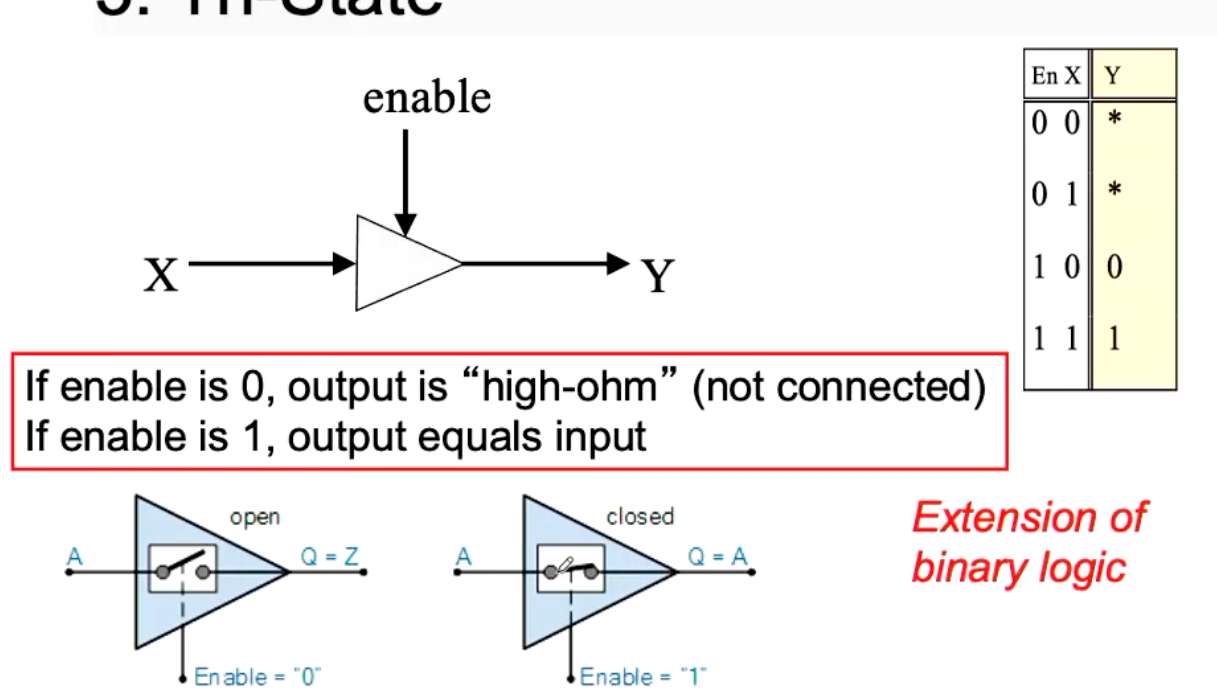 3. Tri-State
enable
X
Y
En X Y
0 0 *
0 1 *
1 0 0
1 1 1
If enable is 0, output is “high-ohm” (not connected)
If enable is 1, output equals input
open
A
Q = Z
Enable = "0"
closed
A
Q = A
Enable = "1"
Extension of
binary logic